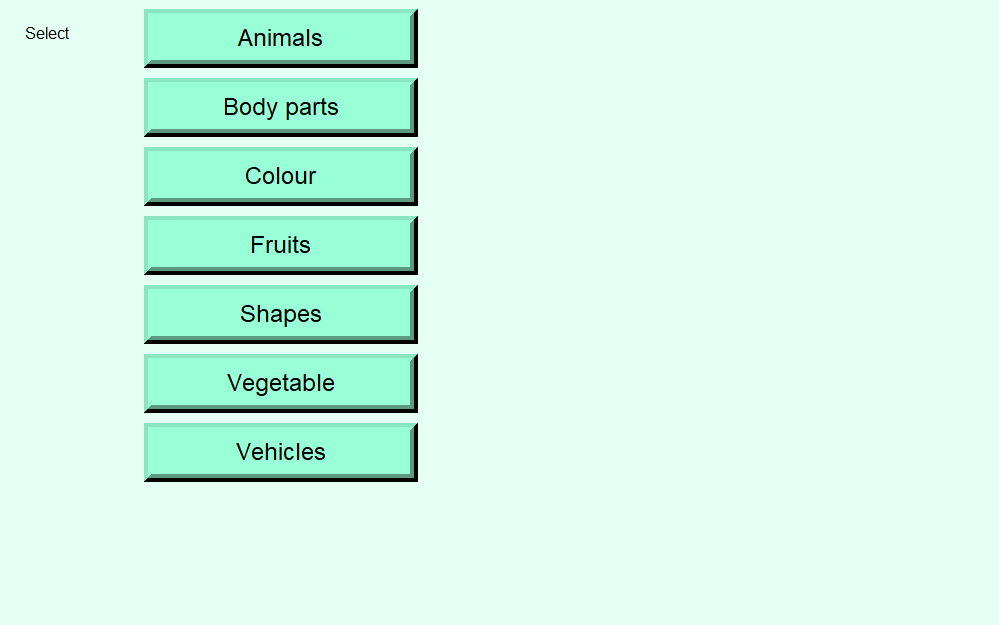 Select
Animals
Body parts
Colour
Fruits
Shapes
Vegetable
Vehicles